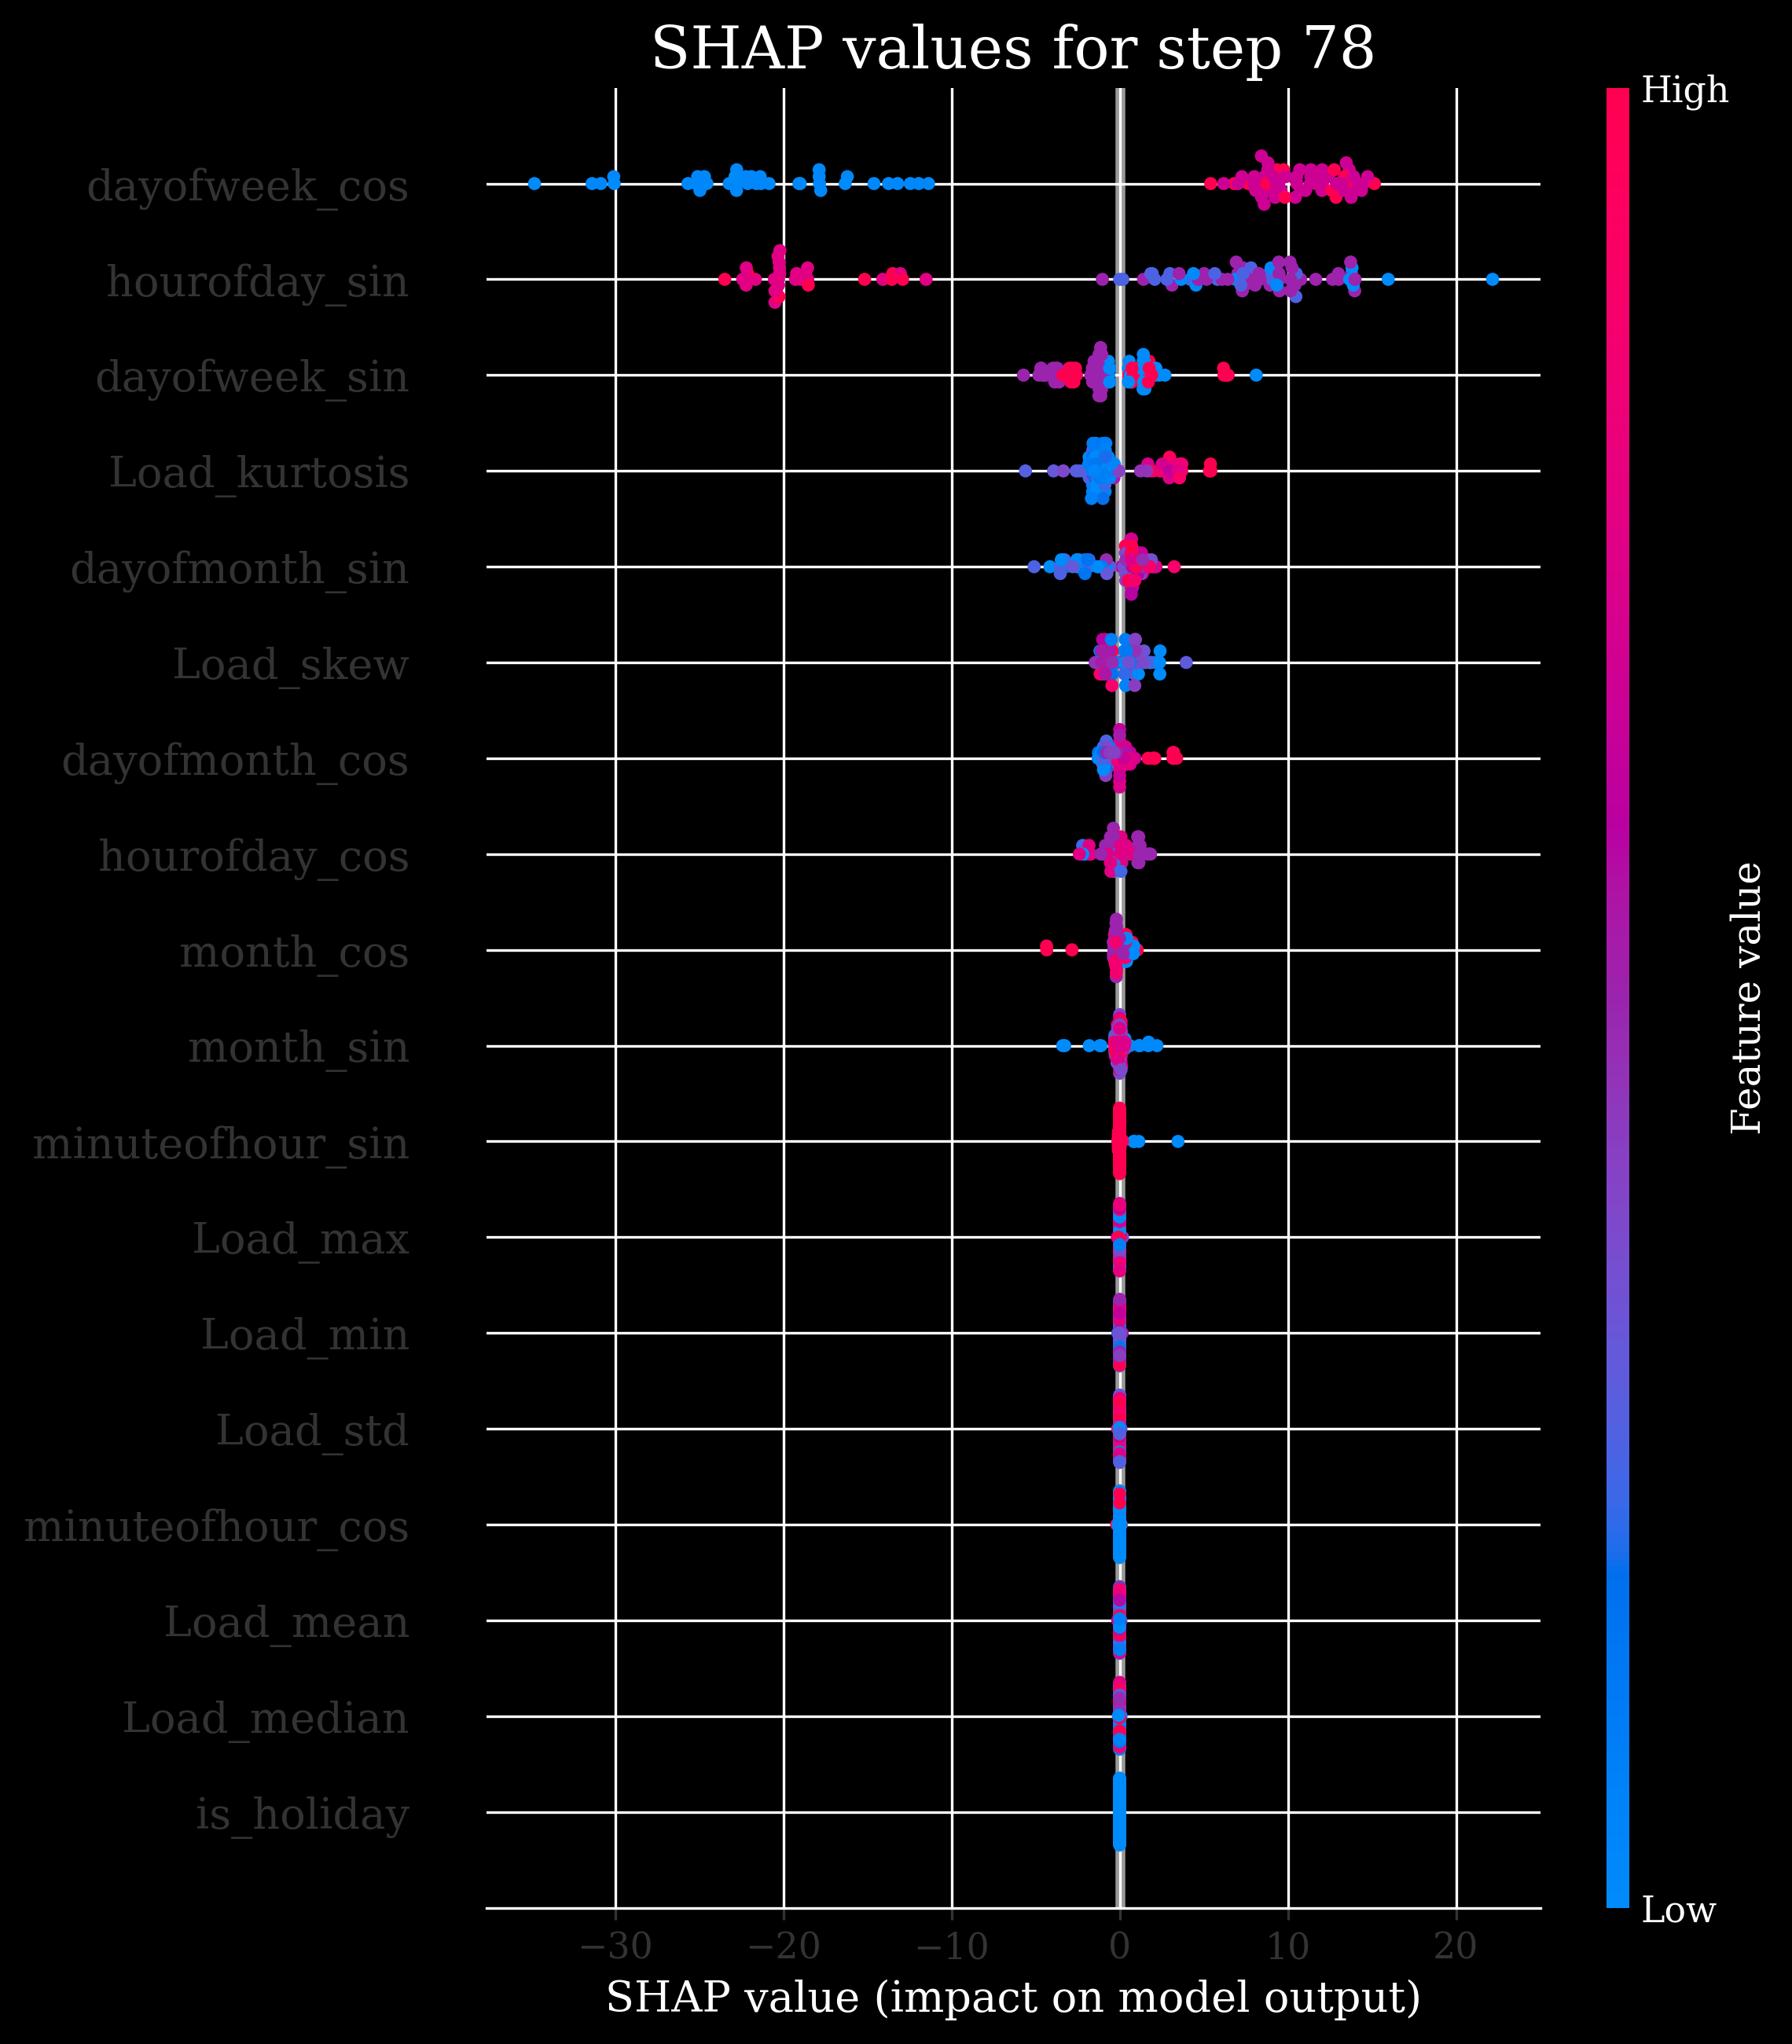 SHAP values for step 78
High
dayofweek_cos
hourofday_sin
dayofweek_sin
Load_kurtosis
dayofmonth_sin
Load_skew
dayofmonth_cos
hourofday_cos
month_cos
month_sin
minuteofhour_sin
Load_max
Load_min
Load_std
minuteofhour_cos
Load_mean
Load_median
is_holiday
Feature value
Low
−30 −20 −10 0 10 20
SHAP value (impact on model output)